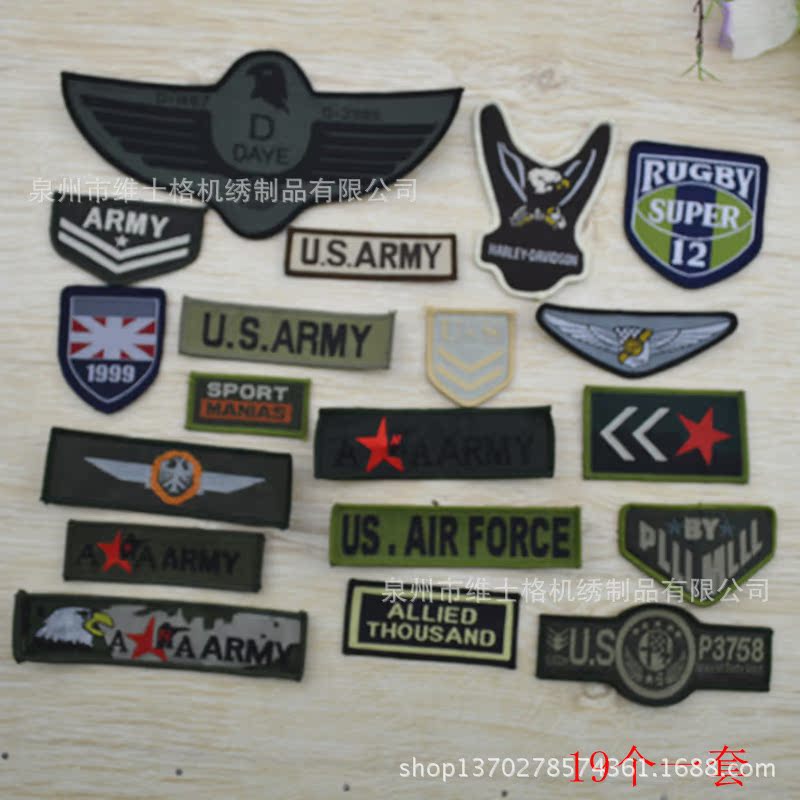 D
DAYE
泉州市维士格机绣制品有限公司
ARMY
U.S.ARMY
HARLEY-DAVIDSON
RUGBY
SUPER
12
1999
U.S.ARMY
SPORT
MANIAS
A A ARMY
US . AIR FORCE
BY
A A ARMY
泉州市维士格机绣制品有限公司
ALLIED
THOUSAND
A A ARMY
U.S
P3758
19个一套
shop1370278574361.1688.com